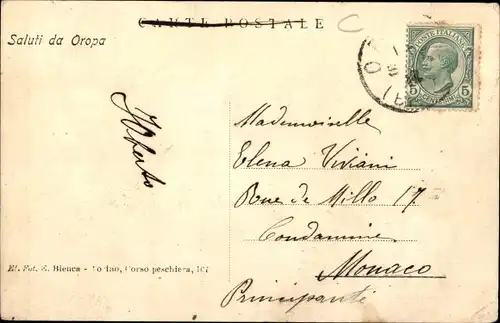 CARTE POSTALE
C
Saluti da Oropa
POSTE ITALIANE
5 5
CENTESIMI
Mademoiselle
Elena Viviani
Rue de Millo 17
Condamine
Monaco
Principauté
Ed. Fot. E. Bienca - Torino, Corso peschiera, 107